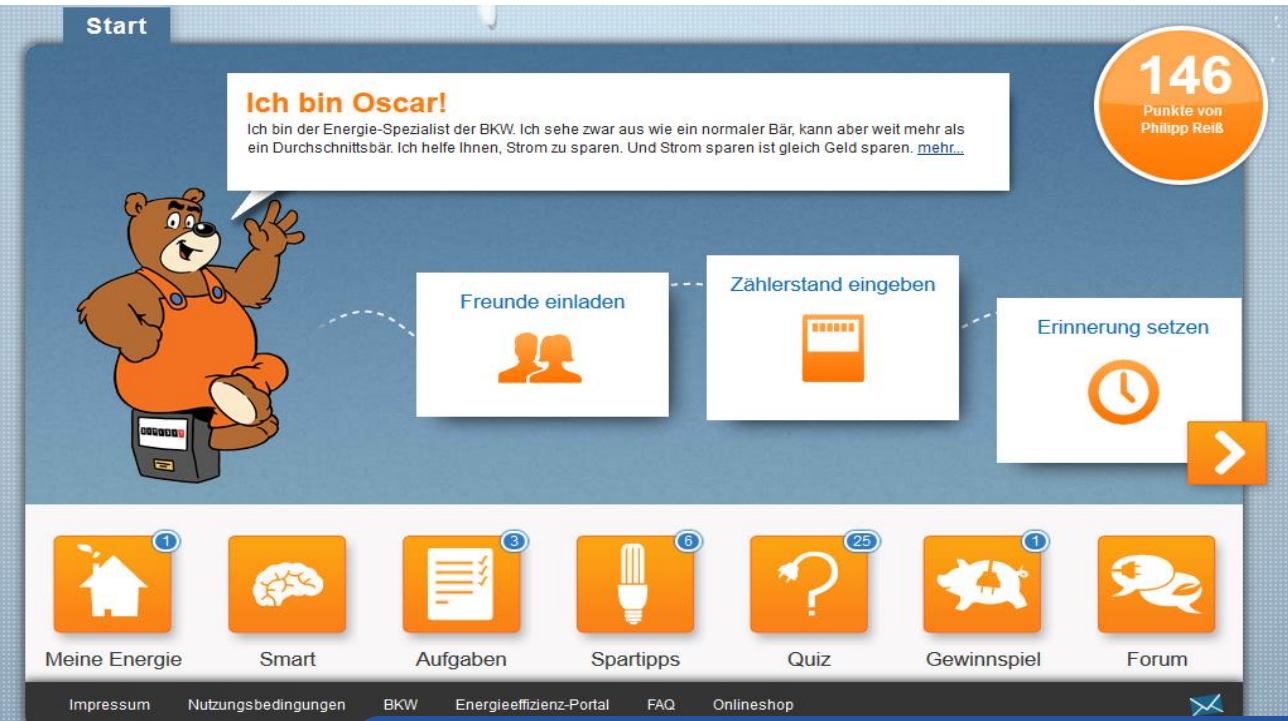 Start
146
Punkte von
Philipp Reiß
Ich bin Oscar!
Ich bin der Energie-Spezialist der BKW. Ich sehe zwar aus wie ein normaler Bär, kann aber weit mehr als
ein Durchschnittsbär. Ich helfe Ihnen, Strom zu sparen. Und Strom sparen ist gleich Geld sparen. mehr...
Freunde einladen
Zählerstand eingeben
Erinnerung setzen
1
3
6
25
1
Meine Energie
Smart
Aufgaben
Spartipps
Quiz
Gewinnspiel
Forum
Impressum
Nutzungsbedingungen
BKW
Energieeffizienz-Portal
FAQ
Onlineshop